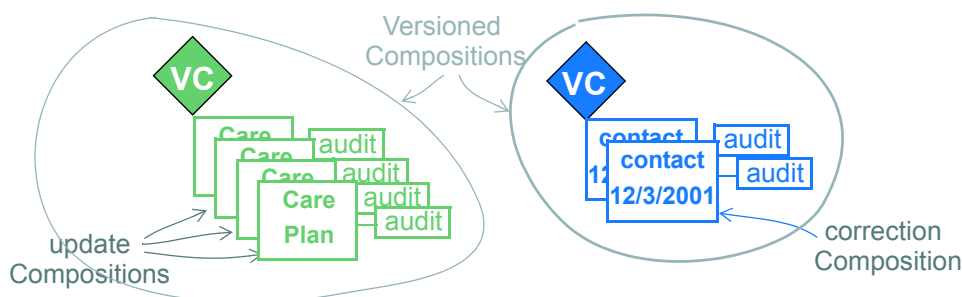 Versioned
Compositions
VC
VC
Care
Care
Care
Care
Plan
audit
audit
audit
audit
contact
12
contact
12/3/2001
audit
audit
update
Compositions
correction
Composition